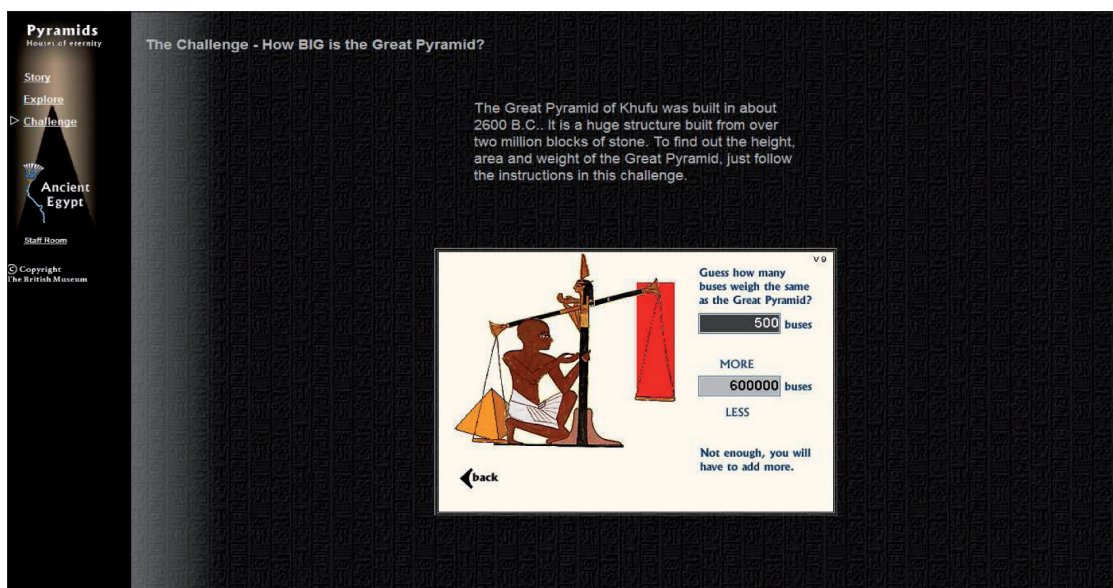 Pyramids
Houses of eternity
Story
Explore
Challenge
Ancient
Egypt
Staff Room
© Copyright
The British Museum
The Challenge - How BIG is the Great Pyramid?
The Great Pyramid of Khufu was built in about
2600 B.C.. It is a huge structure built from over
two million blocks of stone. To find out the height,
area and weight of the Great Pyramid, just follow
the instructions in this challenge.
V9
Guess how many
buses weigh the same
as the Great Pyramid?
500 buses
MORE
600000 buses
LESS
Not enough, you will
have to add more.
back